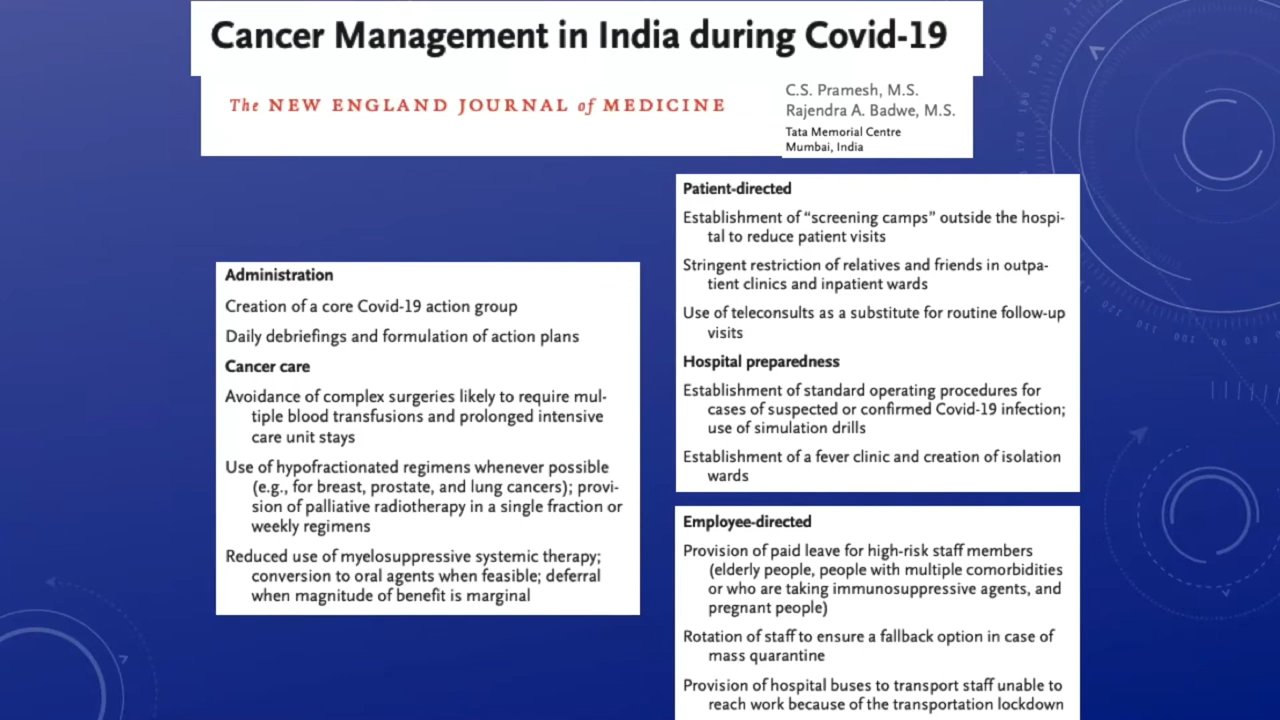 Cancer Management in India during Covid-19
The NEW ENGLAND JOURNAL of MEDICINE
C.S. Pramesh, M.S.
Rajendra A. Badwe, M.S.
Tata Memorial Centre
Mumbai, India
Administration
Creation of a core Covid-19 action group
Daily debriefings and formulation of action plans
Cancer care
Avoidance of complex surgeries likely to require mul-
tiple blood transfusions and prolonged intensive
care unit stays
Use of hypofractionated regimens whenever possible
(e.g., for breast, prostate, and lung cancers); provi-
sion of palliative radiotherapy in a single fraction or
weekly regimens
Reduced use of myelosuppressive systemic therapy;
conversion to oral agents when feasible; deferral
when magnitude of benefit is marginal
Patient-directed
Establishment of “screening camps” outside the hospi-
tal to reduce patient visits
Stringent restriction of relatives and friends in outpa-
tient clinics and inpatient wards
Use of teleconsults as a substitute for routine follow-up
visits
Hospital preparedness
Establishment of standard operating procedures for
cases of suspected or confirmed Covid-19 infection;
use of simulation drills
Establishment of a fever clinic and creation of isolation
wards
Employee-directed
Provision of paid leave for high-risk staff members
(elderly people, people with multiple comorbidities
or who are taking immunosuppressive agents, and
pregnant people)
Rotation of staff to ensure a fallback option in case of
mass quarantine
Provision of hospital buses to transport staff unable to
reach work because of the transportation lockdown